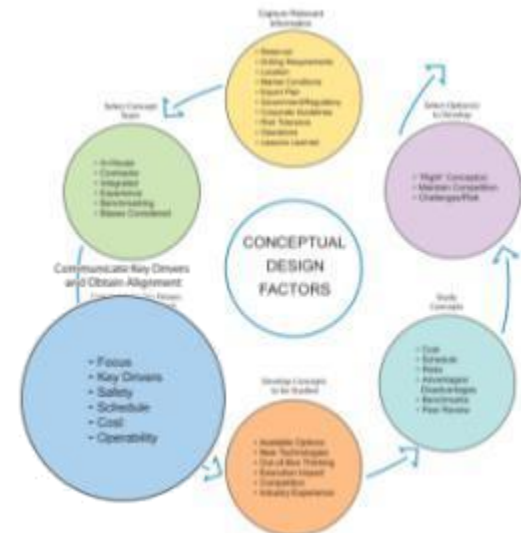 Capture Relevant
Information
• Reservoir
• Drilling Requirements
• Location
• Market Conditions
• Export Plan
• Government/Regulatory
• Corporate Guidelines
• Risk Tolerance
• Operations
• Lessons Learned
Select Concept
Team
• In-House
• Contractor
• Integrated
• Experience
• Benchmarking
• Biases Considered
Communicate Key Drivers
and Obtain Alignment
• Focus
• Key Drivers
• Safety
• Schedule
• Cost
• Operability
Develop Concepts
to be Studied
• Available Options
• New Technologies
• Out-of-Box Thinking
• Execution Impact
• Competition
• Industry Experience
Study
Concepts
• Cost
• Schedule
• Risks
• Advantages/
Disadvantages
• Benchmarks
• Peer Review
Select Option(s)
to Develop
• "Right" Concept(s)
• Maintain Competition
• Challenges/Risk
CONCEPTUAL
DESIGN
FACTORS